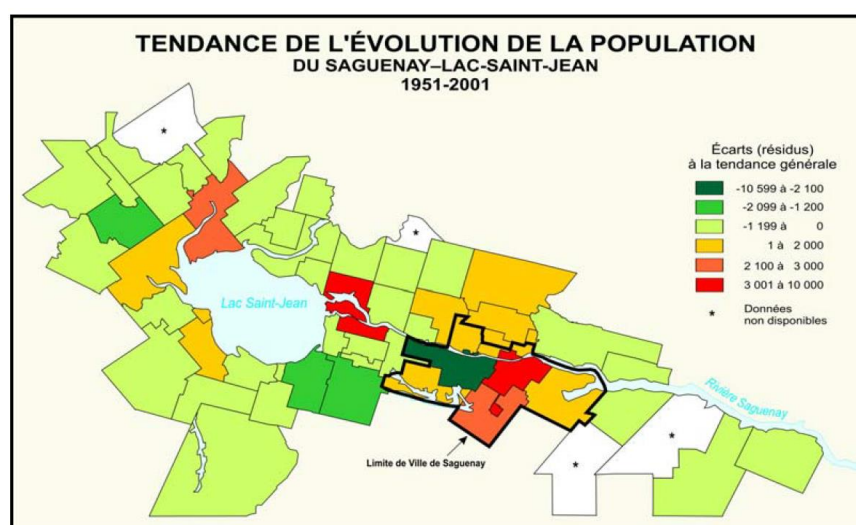 TENDANCE DE L'ÉVOLUTION DE LA POPULATION
DU SAGUENAY–LAC-SAINT-JEAN
1951-2001
Écarts (résidus)
à la tendance générale
-10 599 à -2 100
-2 099 à -1 200
-1 199 à 0
1 à 2 000
2 100 à 3 000
3 001 à 10 000
* Données
non disponibles
*
*
Lac Saint-Jean
Rivière Saguenay
*
*
Limite de Ville de Saguenay